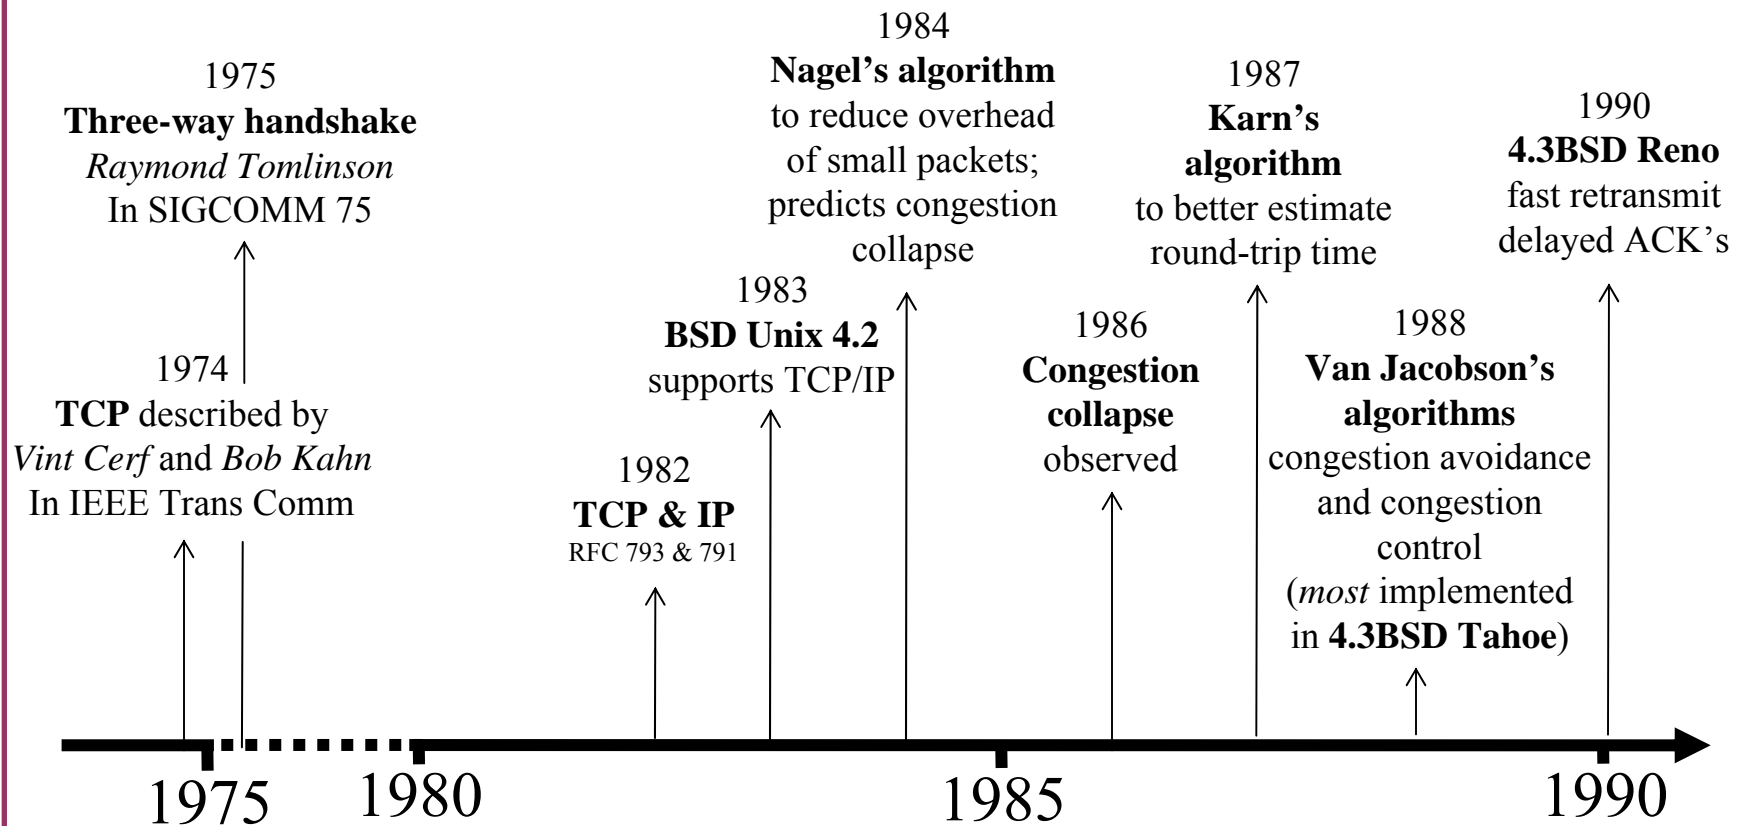 1975
Three-way handshake
Raymond Tomlinson
In SIGCOMM 75
1974
TCP described by
Vint Cerf and Bob Kahn
In IEEE Trans Comm
1982
TCP & IP
RFC 793 & 791
1983
BSD Unix 4.2
supports TCP/IP
1984
Nagel’s algorithm
to reduce overhead
of small packets;
predicts congestion
collapse
1986
Congestion
collapse
observed
1987
Karn’s
algorithm
to better estimate
round-trip time
1988
Van Jacobson’s
algorithms
congestion avoidance
and congestion
control
(most implemented
in 4.3BSD Tahoe)
1990
4.3BSD Reno
fast retransmit
delayed ACK’s
1975
1980
1985
1990